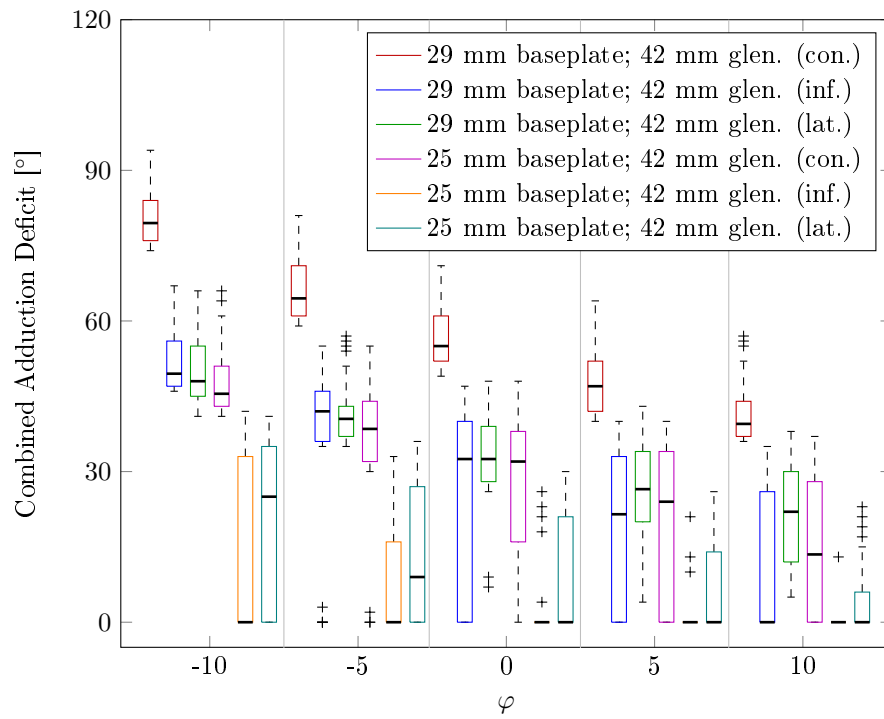 120
90
60
30
0
Combined Adduction Deficit [°]
29 mm baseplate; 42 mm glen. (con.)
29 mm baseplate; 42 mm glen. (inf.)
29 mm baseplate; 42 mm glen. (lat.)
25 mm baseplate; 42 mm glen. (con.)
25 mm baseplate; 42 mm glen. (inf.)
25 mm baseplate; 42 mm glen. (lat.)
-10 -5 0 5 10
φ